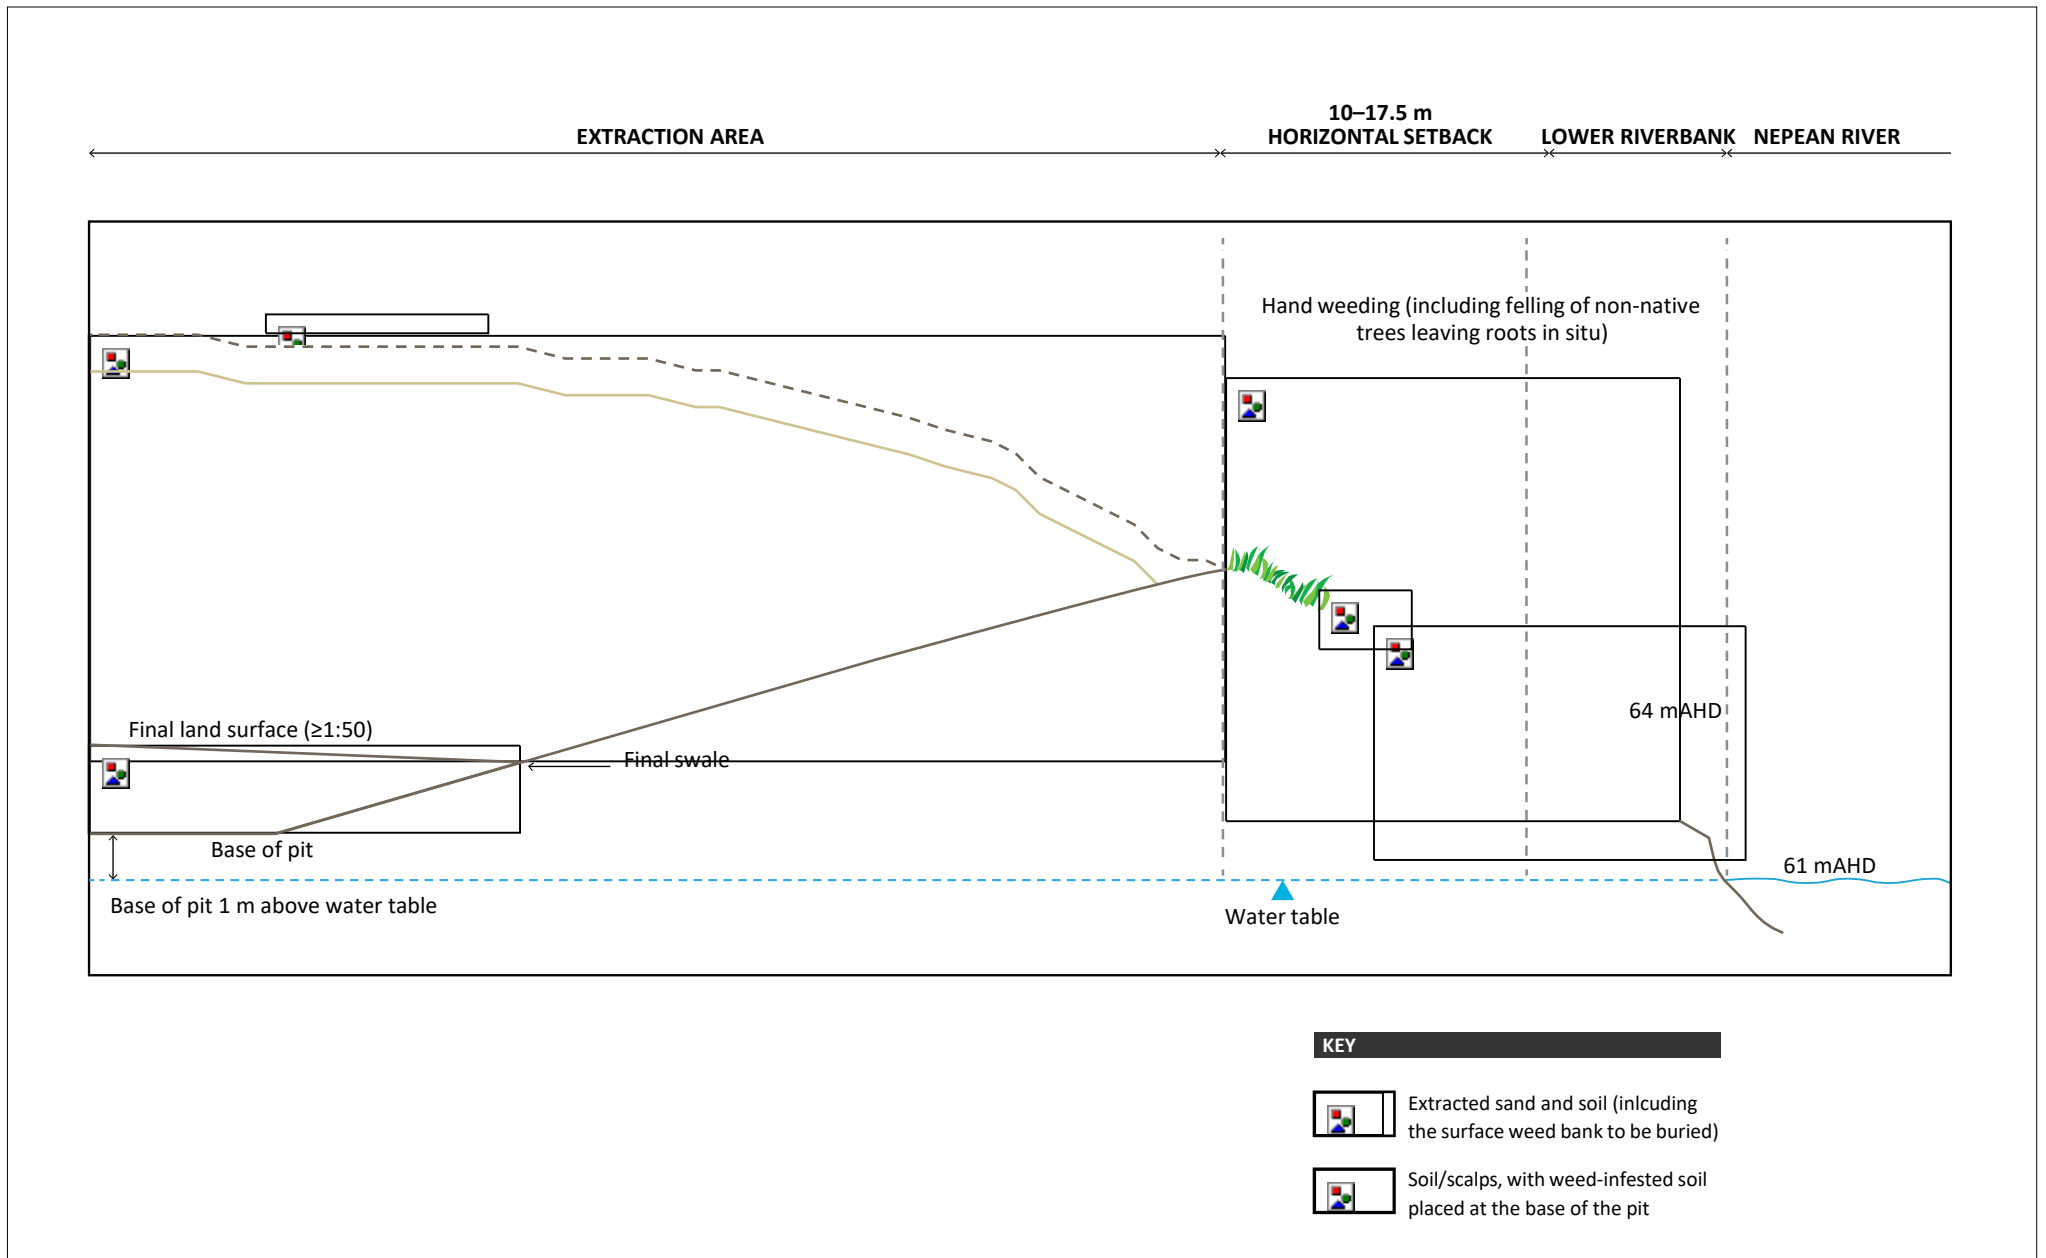 10–17.5 m
EXTRACTION AREA
HORIZONTAL SETBACK
LOWER RIVERBANK
NEPEAN RIVER
Hand weeding (including felling of non-native
trees leaving roots in situ)
64 mAHD
Final land surface (≥1:50)
Final swale
Base of pit
61 mAHD
Base of pit 1 m above water table
Water table
KEY
Extracted sand and soil (inlcuding
the surface weed bank to be buried)
Soil/scalps, with weed-infested soil
placed at the base of the pit